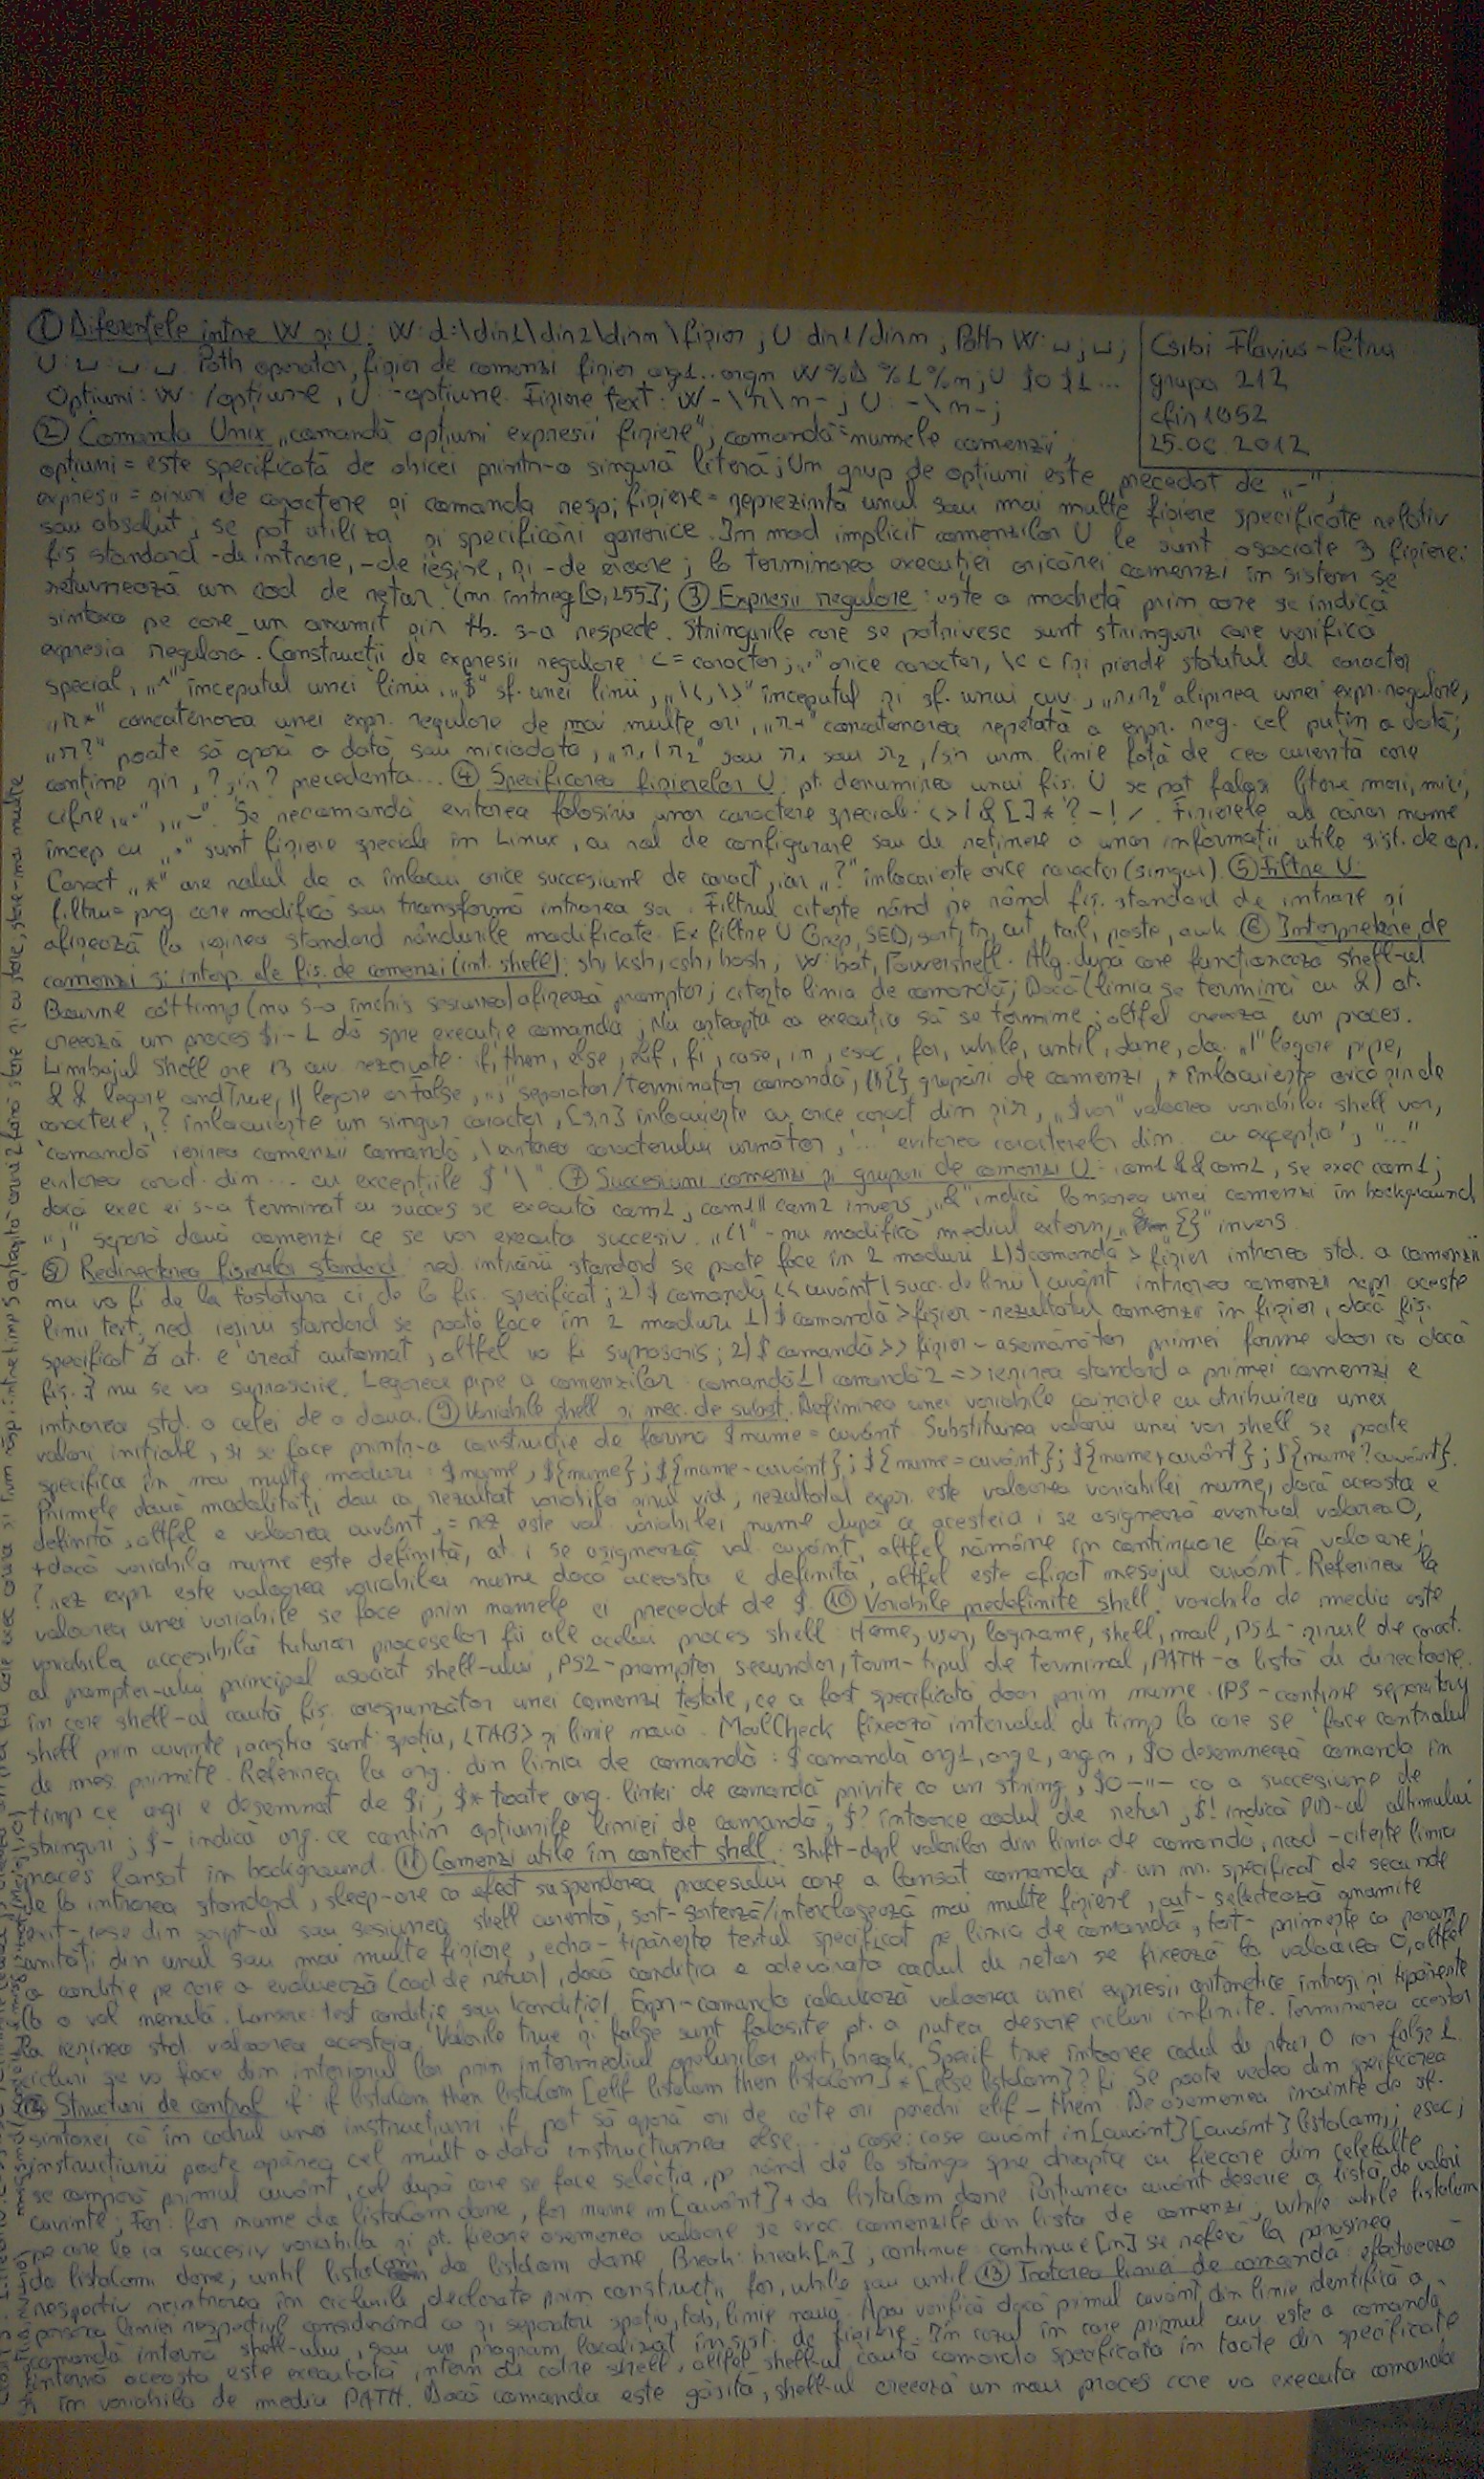 ① Diferențele între W și U: W: d:\dir1\dir2\dirn\fișier ; U: dir1/dirn, Path W: ␣;␣;
U: ␣:␣:␣ Path operator, fișier de comenzi fișier arg1..argn W %0 %1 %n; U $0 $1...
Opțiuni: W: /opțiune, U: -opțiune. Fișiere text: W -\r\n- ; U: -\n-;
Csibi Flavius-Petru
grupa 212
cfin1052
25.06.2012
② Comanda Unix „comandă opțiuni expresii fișiere"; comandă=numele comenzii,
opțiuni = este specificată de obicei printr-o singură literă; Un grup de opțiuni este precedat de „-";
expresii = șiruri de caractere și comanda resp; fișiere = reprezintă unul sau mai multe fișiere specificate relativ
sau absolut; se pot utiliza și specificări generice. Im mod implicit comenzilor U le sunt asociate 3 fișiere:
fiș standard -de intrare, -de ieșire, și -de eroare; la terminarea execuției oricărei comenzi în sistem se
returnează un cod de retur (nr. intreg[0,255]; ③ Expresii regulare: este o machetă prin care se indică
sintaxa pe care un anumit șir tb. s-o respecte. Stringurile care se potrivesc sunt stringuri care verifică
expresia regulara. Construcții de expresii regulare: c=caracter; „." orice caracter, \c c își pierde statutul de caracter
special, „^" începutul unei linii, „$" sf. unei linii, „\<,\>" începutul și sf. unui cuv, „r1r2" alipirea unei expr. regulare,
„r*" concatenarea unei expr. regulare de mai multe ori, „r+" concatenarea repetată a expr. reg. cel puțin o dată;
„r?" poate să apară o dată sau niciodată, „r1|r2" sau r1 sau r2, /șir urm. linie față de cea curentă care
conține șir, ?șir? precedenta... ④ Specificarea fișierelor U: pt. denumirea unui fiș. U se pot folosi litere mari, mici,
cifre, „.", „-". Se recomandă evitarea folosirii unor caractere speciale: <>|&[]*?-!/. Fișierele al căror nume
încep cu „." sunt fișiere speciale în Linux, cu rol de configurare sau de reținere a unor informații utile sist. de op.
Caract „*" are rolul de a înlocui orice succesiune de caract, iar „?" înlocuiește orice caracter (singur). ⑤ Filtre U:
filtru= prg care modifică sau transformă intrarea sa. Filtrul citește rând pe rând fiș. standard de intrare și
afișează la ieșirea standard rândurile modificate. Ex filtre U Grep, SED, sort, tr, cut, tail, paste, awk ⑥ Interpretare de
comenzi și interp. ale fiș. de comenzi (int. shell): sh, ksh, csh, bash; W: bat, Powershell. Alg. după care funcționează shell-ul
Bourne: cât timp (nu s-a închis sesiunea) afișează prompter; citește linia de comandă; Dacă (linia se termină cu &) at.
creează un proces și-l dă spre execuție comanda; Nu așteaptă ca execuția să se termine; altfel creează un proces.
Limbajul Shell are 13 cuv. rezervate: if, then, else, elif, fi, case, in, esac, for, while, until, done, do. „|" legare pipe,
&& legare andTrue, || legare orFalse, „;" separator/terminator comandă, () {} grupări de comenzi, * înlocuiește orice șir de
caractere, ? înlocuiește un singur caracter, [șir] înlocuiește cu orice caract din șir, „$var" valoarea variabilei shell var,
`comandă` ieșirea comenzii comandă, \ evitarea caracterului următor, '...' evitarea caracterelor din ... cu excepția '; "..."
evitarea caract. din ... cu excepțiile $ ` \ ". ⑦ Succesiuni comenzi și grupuri de comenzi U: com1 && com2, se exec com1;
dacă exec ei s-a terminat cu succes se execută com2, com1 || com2 invers, „&" indică lansarea unei comenzi în background
„;" separă două comenzi ce se vor executa succesiv. „()" - nu modifică mediul extern, „{}" invers
⑧ Redirectarea fișierelor standard: red. intrării standard se poate face în 2 moduri 1) $comandă > fișier intrarea std. a comenzii
nu va fi de la tastatura ci de la fiș. specificat; 2) $ comandă << cuvânt \ succ. de linii \ cuvânt intrarea comenzii repr. aceste
linii text, red. ieșirii standard se poate face în 2 moduri 1) $ comandă > fișier - rezultatul comenzii în fișier, dacă fiș.
specificat ∄ at. e creat automat, altfel va fi suprascris; 2) $ comandă >> fișier - asemănător primei forme doar că dacă
fiș. ∃ nu se va suprascrie. Legarea pipe a comenzilor: comandă1 | comandă2 => ieșirea standard a primei comenzi e
intrarea std. a celei de a doua. ⑨ Variabile shell și mec. de subst. Definirea unei variabile coincide cu atribuirea unei
valori inițiale, și se face printr-o construcție de forma $nume = cuvânt. Substituirea valorii unei var shell se poate
specifica în mai multe moduri: $nume, ${nume}; ${nume-cuvânt}; ${nume=cuvânt}; ${nume+cuvânt}; ${nume?cuvânt}.
Primele două modalități dau ca rezultat variabila șirul vid, rezultatul expr. este valoarea variabilei nume, dacă aceasta e
definită, altfel e valoarea cuvânt, = rez este val variabilei nume după ce acesteia i se asignează eventual valoarea 0,
+dacă variabila nume este definită, at. i se asignează val cuvânt, altfel rămâne în continuare fără valoare;
? rez expr este valoarea variabilei nume dacă aceasta e definită, altfel este afișat mesajul cuvânt. Referirea la
valoarea unei variabile se face prin numele ei precedat de $. ⑩ Variabile predefinite shell: variabila de mediu este
variabila accesibilă tuturor proceselor fii ale acelui proces shell: Home, user, logname, shell, mail, PS1 - șirul de caract.
al prompter-ului principal asociat shell-ului, PS2 - prompter secundar, term - tipul de terminal, PATH - o listă de directoare
în care shell-ul caută fiș. corespunzător unei comenzi tastate, ce a fost specificată doar prin nume. IFS - conține separatorii
shell prin cuvinte, aceștia sunt: spațiu, <TAB> și linie nouă. MailCheck fixează intervalul de timp la care se face controlul
de mes. primite. Referirea la arg. din linia de comandă: $ comandă arg1, arg2, argn, $0 desemnează comanda în
timp ce argi e desemnat de $i, $* toate arg. liniei de comandă privite ca un string, $@ -"- ca o succesiune de
stringuri; $- indică arg. ce conțin opțiunile liniei de comandă, $? întoarce codul de retur, $! indică PID-ul ultimului
proces lansat în background. ⑪ Comenzi utile în context shell: shift - depl valorilor din linia de comandă, read - citește linia
de la intrarea standard, sleep - are ca efect suspendarea procesului care a lansat comanda pt. un nr. specificat de secunde
exit - iese din script-ul sau sesiunea shell curentă, sort - sortează/interclasează mai multe fișiere, cut - selectează anumite
unități din unul sau mai multe fișiere, echo - tipărește textul specificat pe linia de comandă, test - primește ca param.
o condiție pe care o evaluează (cod de retur), dacă condiția e adevărată codul de retur se fixează la valoarea 0, altfel
la o val nenulă. Lansare: test condiție sau [condiție]. Expr - comanda calculează valoarea unei expresii aritmetice întregi și tipărește
la ieșirea std. valoarea acesteia. Valorile true și false sunt folosite pt. a putea descrie cicluri infinite. Terminarea acestor
cicluri se va face din interiorul lor prin intermediul apelurilor exit, break. Specif true întoarce codul de retur 0 iar false 1.
⑫ Structuri de control if: if listaCom then listaCom [elif listaCom then listaCom]* [else listaCom]? fi Se poate vedea din specificarea
sintaxei că în cadrul unei instrucțiuni if pot să apară ori de câte ori perechi elif - then. De asemenea înainte de sf.
instrucțiunii poate apărea cel mult o dată instrucțiunea else...; case: case cuvânt in [cuvânt] [cuvânt] listaCom;; esac;
se compară primul cuvânt, cel după care se face selecția, pe rând de la stânga spre dreapta cu fiecare din celelalte
cuvinte; For: for nume do listaCom done, for nume in [cuvânt]+ do listaCom done Porțiunea cuvânt descrie o listă de valori
pe care le ia succesiv variabila și pt. fiecare asemenea valoare se exec. comenzile din lista de comenzi; while while listaCom
do listaCom done; until listaCom do listaCom done Break: break[n]; continue continue[n] se referă la părăsirea
respectiv reintrarea în ciclurile declarate prin construcții for, while sau until ⑬ Tratarea liniei de comandă: efectuează
parsarea liniei respective considerând ca și separatori spațiu, tab, linie nouă. Apoi verifică dacă primul cuvânt din linie identifică o
comandă internă shell-ului, sau un program localizat în sist. de fișiere. În cazul în care primul cuv este o comandă
internă aceasta este executată intern de către shell, altfel shell-ul caută comanda specificată în toate dir specificate
în variabila de mediu PATH. Dacă comanda este găsită, shell-ul creează un nou proces care va executa comanda